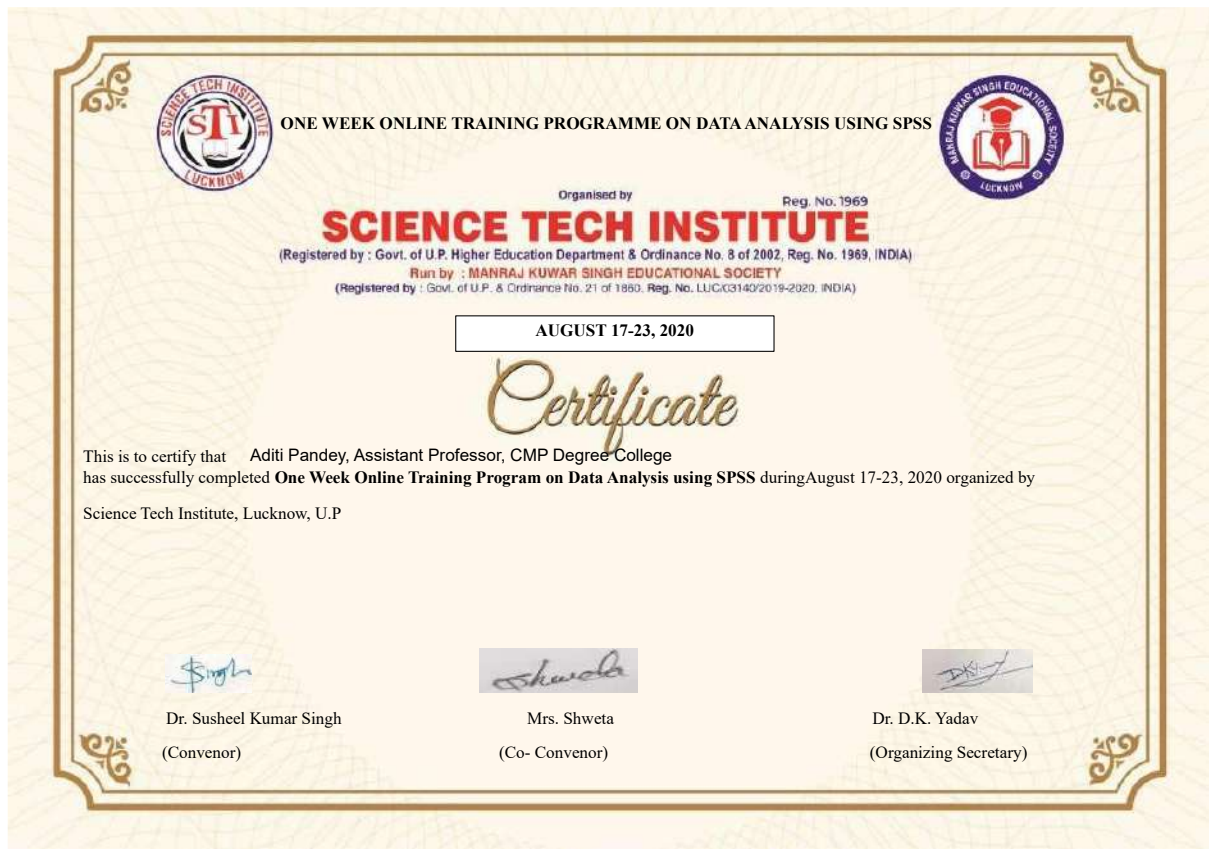 SCIENCE TECH INSTITUTE
STI
LUCKNOW
ONE WEEK ONLINE TRAINING PROGRAMME ON DATA ANALYSIS USING SPSS
MANRAJ KUWAR SINGH EDUCATIONAL SOCEITY
LUCKNOW
Organised by
Reg. No. 1969
SCIENCE TECH INSTITUTE
(Registered by : Govt. of U.P. Higher Education Department & Ordinance No. 8 of 2002, Reg. No. 1969, INDIA)
Run by : MANRAJ KUWAR SINGH EDUCATIONAL SOCIETY
(Registered by : Govt. of U.P. & Ordinance No. 21 of 1860. Reg. No. LUC/03140/2019-2020, INDIA)
AUGUST 17-23, 2020
Certificate
This is to certify that Aditi Pandey, Assistant Professor, CMP Degree College
has successfully completed One Week Online Training Program on Data Analysis using SPSS duringAugust 17-23, 2020 organized by
Science Tech Institute, Lucknow, U.P
SSingh
Shweta
Dr. Susheel Kumar Singh
Mrs. Shweta
Dr. D.K. Yadav
(Convenor)
(Co- Convenor)
(Organizing Secretary)